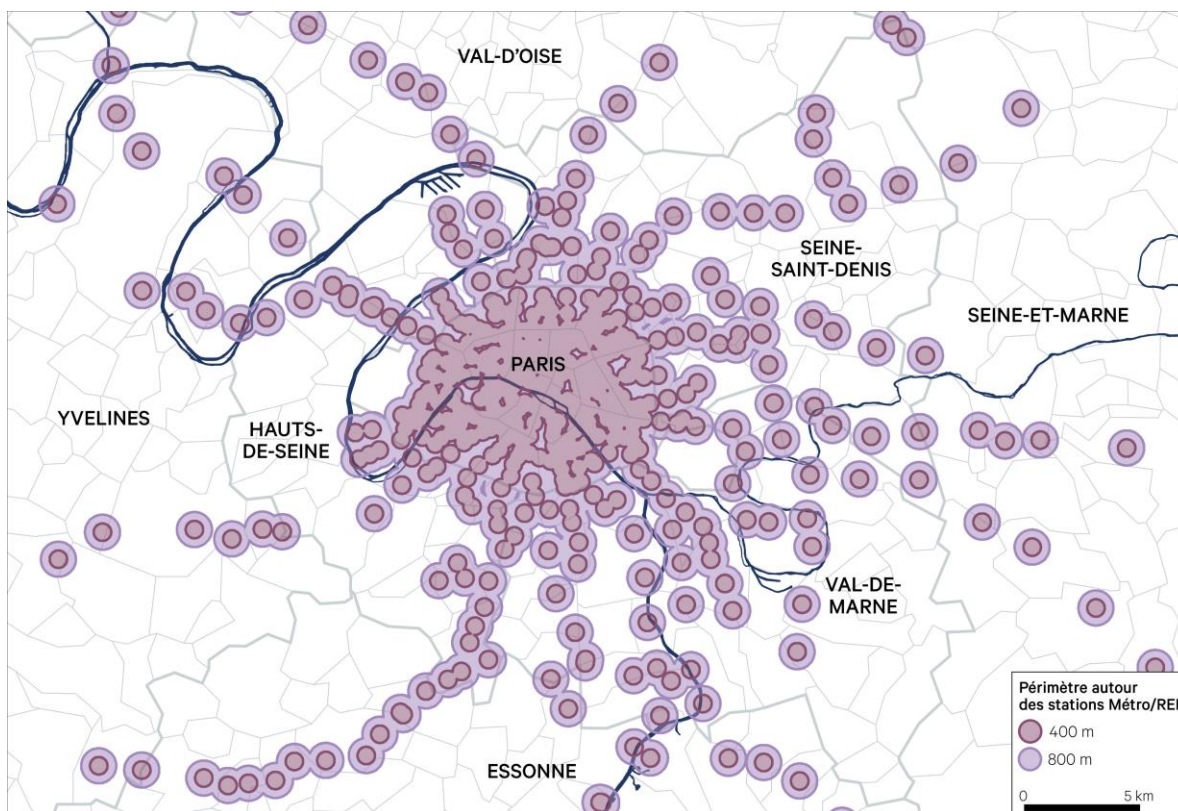 VAL-D'OISE
SEINE-
SAINT-DENIS
SEINE-ET-MARNE
PARIS
YVELINES
HAUTS-
DE-SEINE
VAL-DE-
MARNE
ESSONNE
Périmètre autour
des stations Métro/RE
400 m
800 m
0 5 km